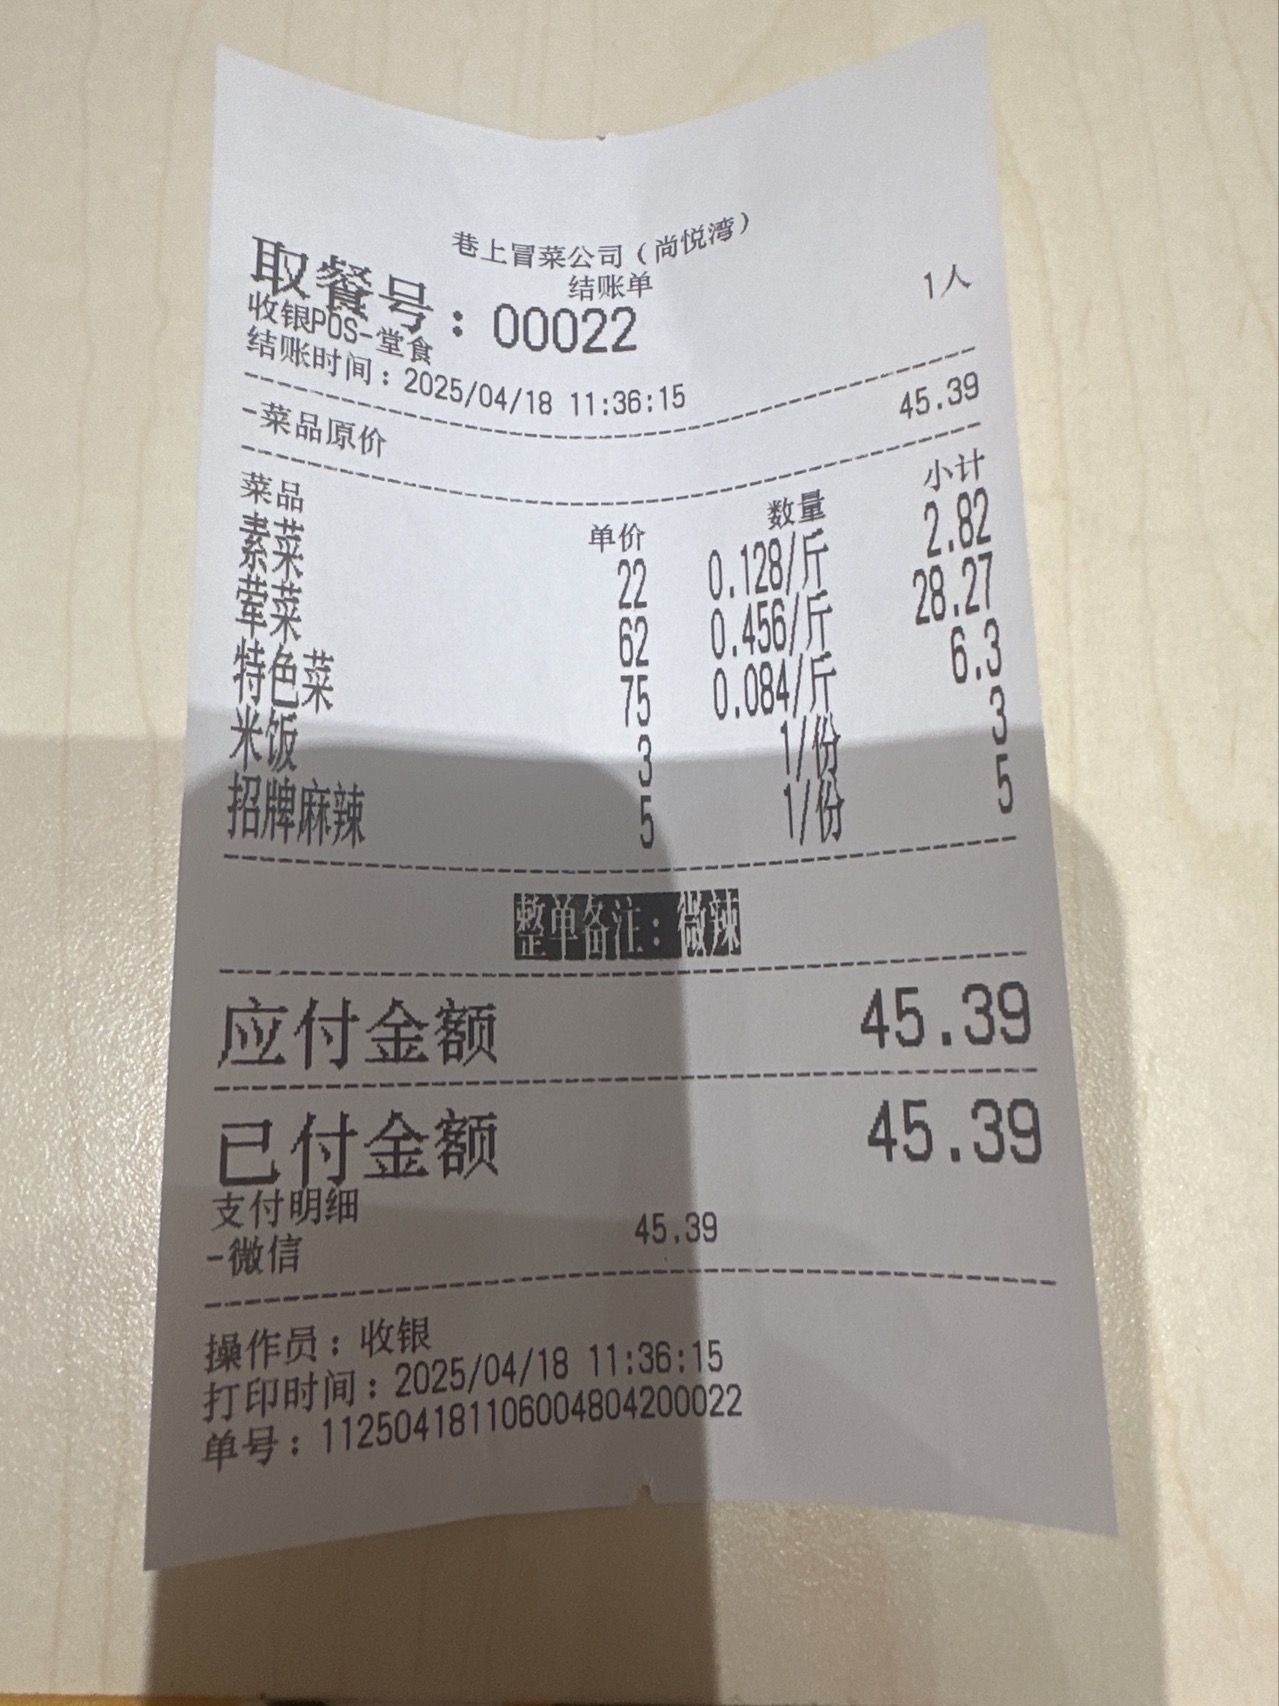 巷上冒菜公司（尚悦湾）
结账单
取餐号：00022 1人
收银POS-堂食
结账时间：2025/04/18 11:36:15
-菜品原价 45.39
菜品 单价 数量 小计
素菜 22 0.128/斤 2.82
荤菜 62 0.456/斤 28.27
特色菜 75 0.084/斤 6.3
米饭 3 1/份 3
招牌麻辣 5 1/份 5
整单备注：微辣
应付金额 45.39
已付金额 45.39
支付明细
-微信 45.39
操作员：收银
打印时间：2025/04/18 11:36:15
单号：1125041811060048042​00022